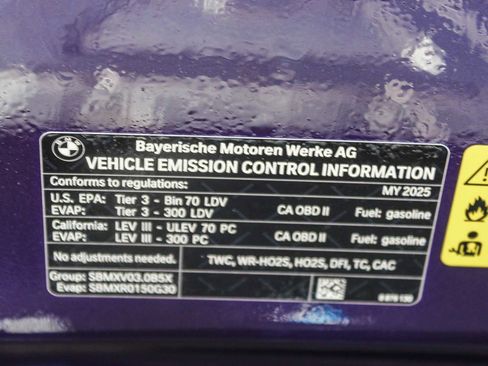 BMW
Bayerische Motoren Werke AG
VEHICLE EMISSION CONTROL INFORMATION
Conforms to regulations: MY 2025
U.S. EPA: Tier 3 - Bin 70 LDV
EVAP: Tier 3 - 300 LDV CA OBD II Fuel: gasoline
California: LEV III - ULEV 70 PC
EVAP: LEV III - 300 PC CA OBD II Fuel: gasoline
No adjustments needed. TWC, WR-HO2S, HO2S, DFI, TC, CAC
Group: SBMXV03.0B5X
Evap: SBMXR0150G30